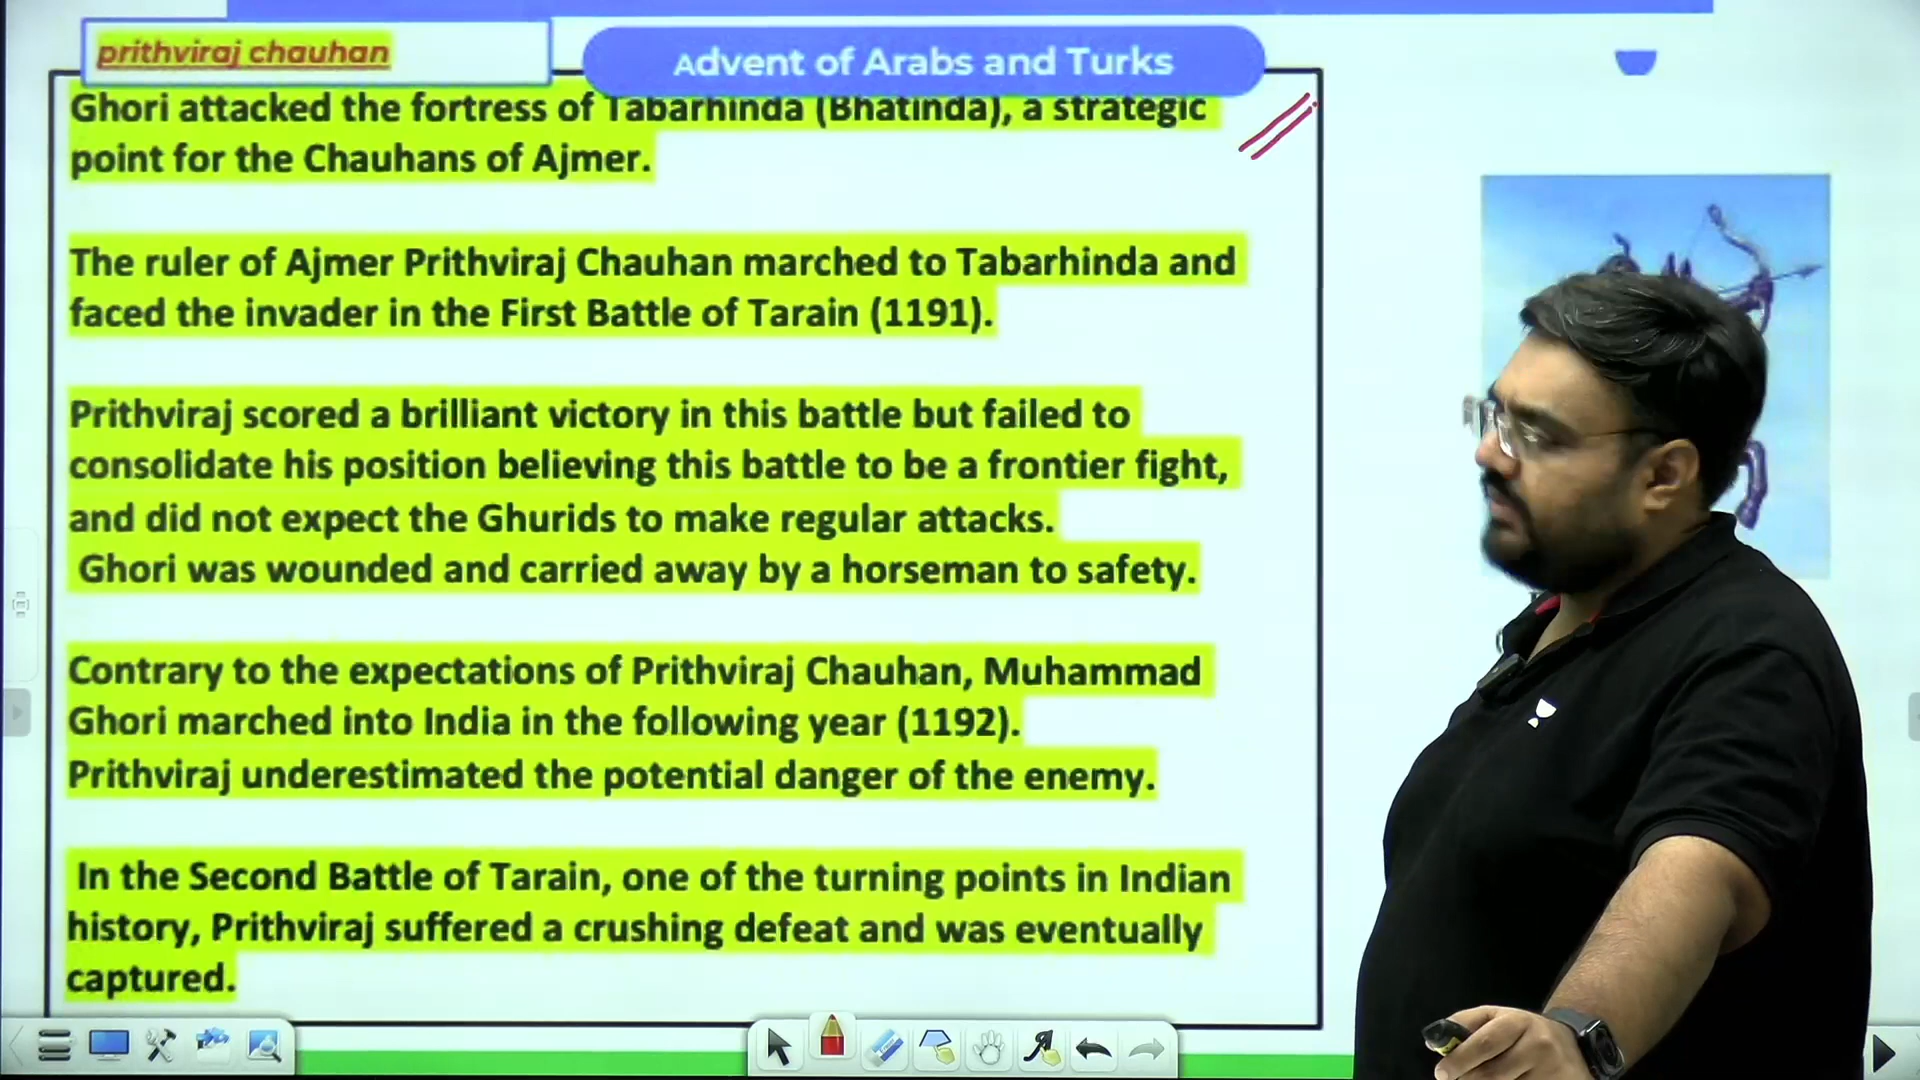 prithviraj chauhan
Advent of Arabs and Turks
Ghori attacked the fortress of Tabarhinda (Bhatinda), a strategic
point for the Chauhans of Ajmer.
The ruler of Ajmer Prithviraj Chauhan marched to Tabarhinda and
faced the invader in the First Battle of Tarain (1191).
Prithviraj scored a brilliant victory in this battle but failed to
consolidate his position believing this battle to be a frontier fight,
and did not expect the Ghurids to make regular attacks.
Ghori was wounded and carried away by a horseman to safety.
Contrary to the expectations of Prithviraj Chauhan, Muhammad
Ghori marched into India in the following year (1192).
Prithviraj underestimated the potential danger of the enemy.
In the Second Battle of Tarain, one of the turning points in Indian
history, Prithviraj suffered a crushing defeat and was eventually
captured.